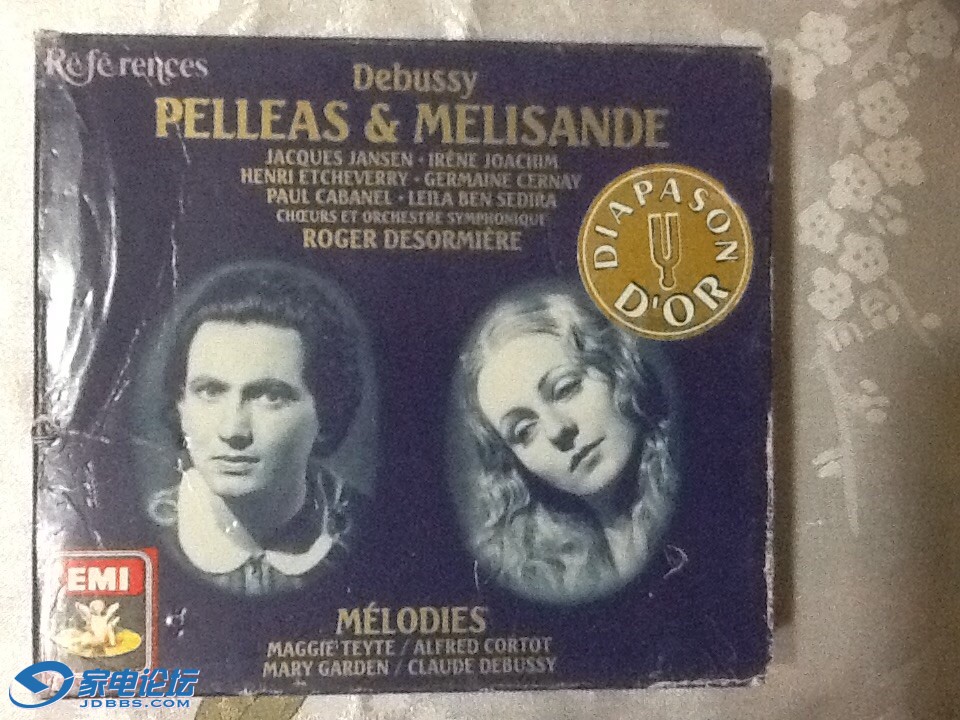 Références
Debussy
PELLEAS & MELISANDE
JACQUES JANSEN · IRÈNE JOACHIM
HENRI ETCHEVERRY · GERMAINE CERNAY
PAUL CABANEL · LEILA BEN SEDIRA
CHŒURS ET ORCHESTRE SYMPHONIQUE
ROGER DESORMIÈRE
DIAPASON
D'OR
EMI
MÉLODIES
MAGGIE TEYTE / ALFRED CORTOT
MARY GARDEN / CLAUDE DEBUSSY
家电论坛
JDBBS.COM